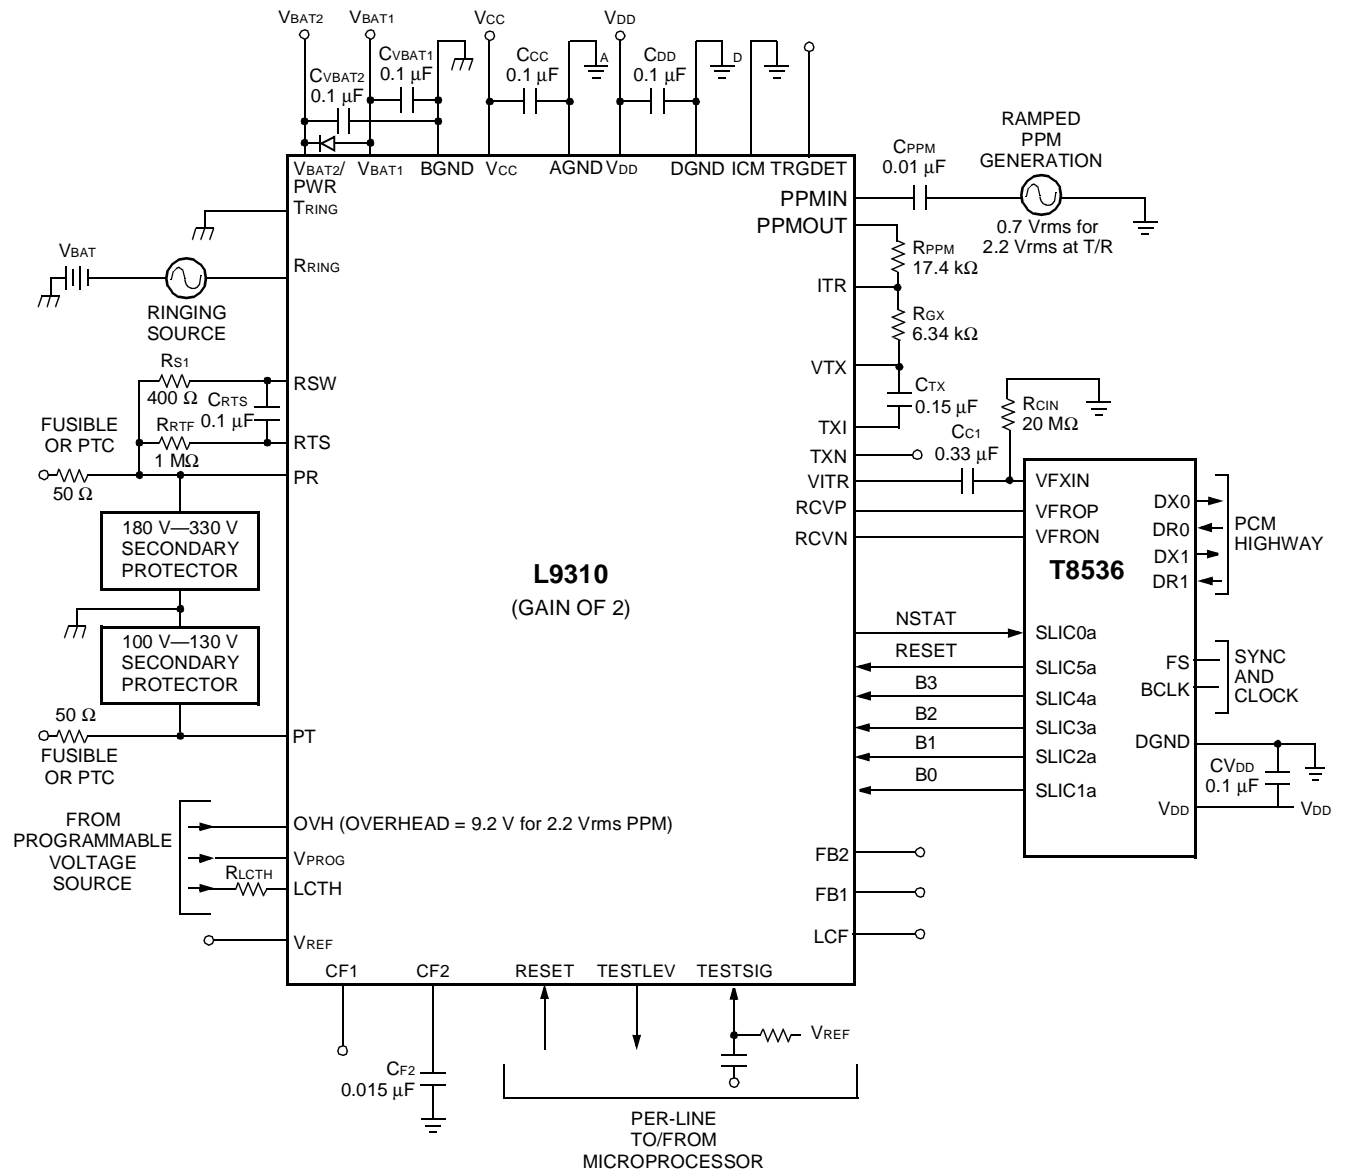 VBAT2
VBAT1
VCC
VDD
CVBAT2
0.1 µF
CVBAT1
0.1 µF
CCC
0.1 µF
A
CDD
0.1 µF
D
VBAT2/
PWR
VBAT1
BGND
VCC
AGND
VDD
DGND
ICM
TRGDET
TRING
VBAT
RRING
RINGING
SOURCE
RS1
400 Ω
CRTS
0.1 µF
RSW
FUSIBLE
OR PTC
RRTF
1 MΩ
RTS
50 Ω
PR
180 V—330 V
SECONDARY
PROTECTOR
100 V—130 V
SECONDARY
PROTECTOR
50 Ω
PT
FUSIBLE
OR PTC
FROM
PROGRAMMABLE
VOLTAGE
SOURCE
OVH (OVERHEAD = 9.2 V for 2.2 Vrms PPM)
VPROG
RLCTH
LCTH
VREF
L9310
(GAIN OF 2)
PPMIN
CPPM
0.01 µF
RAMPED
PPM
GENERATION
0.7 Vrms for
2.2 Vrms at T/R
PPMOUT
RPPM
17.4 kΩ
ITR
RGX
6.34 kΩ
VTX
CTX
0.15 µF
TXI
TXN
CC1
0.33 µF
RCIN
20 MΩ
VITR
RCVP
RCVN
VFXIN
VFROP
VFRON
T8536
DX0
DR0
DX1
DR1
PCM
HIGHWAY
NSTAT
SLIC0a
RESET
SLIC5a
B3
SLIC4a
B2
SLIC3a
B1
SLIC2a
B0
SLIC1a
FS
BCLK
SYNC
AND
CLOCK
DGND
CVDD
0.1 µF
VDD
VDD
FB2
FB1
LCF
CF1
CF2
RESET
TESTLEV
TESTSIG
VREF
CF2
0.015 µF
PER-LINE
TO/FROM
MICROPROCESSOR